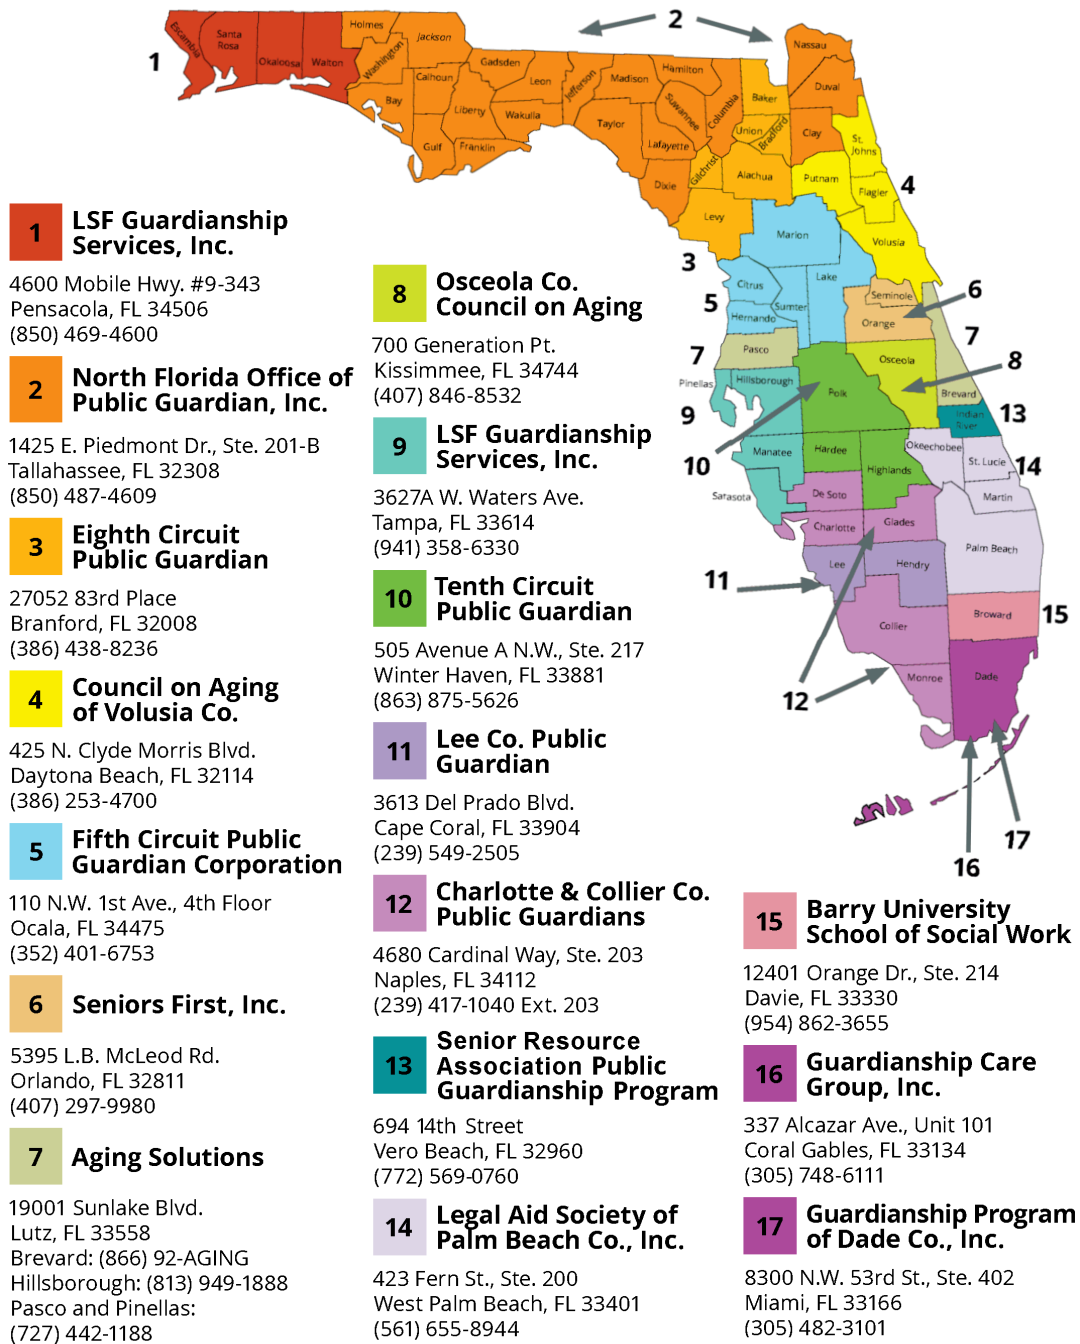 2
1
Escambia
Santa
Rosa
Okaloosa
Walton
Holmes
Washington
Jackson
Bay
Calhoun
Gulf
Liberty
Gadsden
Franklin
Leon
Wakulla
Jefferson
Madison
Taylor
Hamilton
Suwannee
Lafayette
Dixie
Columbia
Gilchrist
Baker
Union
Bradford
Alachua
Levy
Nassau
Duval
Clay
St.
Johns
Putnam
Flagler
4
Volusia
Marion
3
Citrus
Lake
5
Sumter
Hernando
Seminole
6
Orange
7
Pasco
7
Osceola
8
Pinellas
Hillsborough
Polk
Brevard
9
Indian
River
13
10
Manatee
Hardee
Okeechobee
St. Lucie
14
Highlands
Sarasota
De Soto
Martin
Charlotte
Glades
Palm Beach
11
Lee
Hendry
Broward
15
Collier
12
Monroe
Dade
17
16
1
LSF Guardianship
Services, Inc.
4600 Mobile Hwy. #9-343
Pensacola, FL 34506
(850) 469-4600
2
North Florida Office of
Public Guardian, Inc.
1425 E. Piedmont Dr., Ste. 201-B
Tallahassee, FL 32308
(850) 487-4609
3
Eighth Circuit
Public Guardian
27052 83rd Place
Branford, FL 32008
(386) 438-8236
4
Council on Aging
of Volusia Co.
425 N. Clyde Morris Blvd.
Daytona Beach, FL 32114
(386) 253-4700
5
Fifth Circuit Public
Guardian Corporation
110 N.W. 1st Ave., 4th Floor
Ocala, FL 34475
(352) 401-6753
6
Seniors First, Inc.
5395 L.B. McLeod Rd.
Orlando, FL 32811
(407) 297-9980
7
Aging Solutions
19001 Sunlake Blvd.
Lutz, FL 33558
Brevard: (866) 92-AGING
Hillsborough: (813) 949-1888
Pasco and Pinellas:
(727) 442-1188
8
Osceola Co.
Council on Aging
700 Generation Pt.
Kissimmee, FL 34744
(407) 846-8532
9
LSF Guardianship
Services, Inc.
3627A W. Waters Ave.
Tampa, FL 33614
(941) 358-6330
10
Tenth Circuit
Public Guardian
505 Avenue A N.W., Ste. 217
Winter Haven, FL 33881
(863) 875-5626
11
Lee Co. Public
Guardian
3613 Del Prado Blvd.
Cape Coral, FL 33904
(239) 549-2505
12
Charlotte & Collier Co.
Public Guardians
4680 Cardinal Way, Ste. 203
Naples, FL 34112
(239) 417-1040 Ext. 203
13
Senior Resource
Association Public
Guardianship Program
694 14th Street
Vero Beach, FL 32960
(772) 569-0760
14
Legal Aid Society of
Palm Beach Co., Inc.
423 Fern St., Ste. 200
West Palm Beach, FL 33401
(561) 655-8944
15
Barry University
School of Social Work
12401 Orange Dr., Ste. 214
Davie, FL 33330
(954) 862-3655
16
Guardianship Care
Group, Inc.
337 Alcazar Ave., Unit 101
Coral Gables, FL 33134
(305) 748-6111
17
Guardianship Program
of Dade Co., Inc.
8300 N.W. 53rd St., Ste. 402
Miami, FL 33166
(305) 482-3101